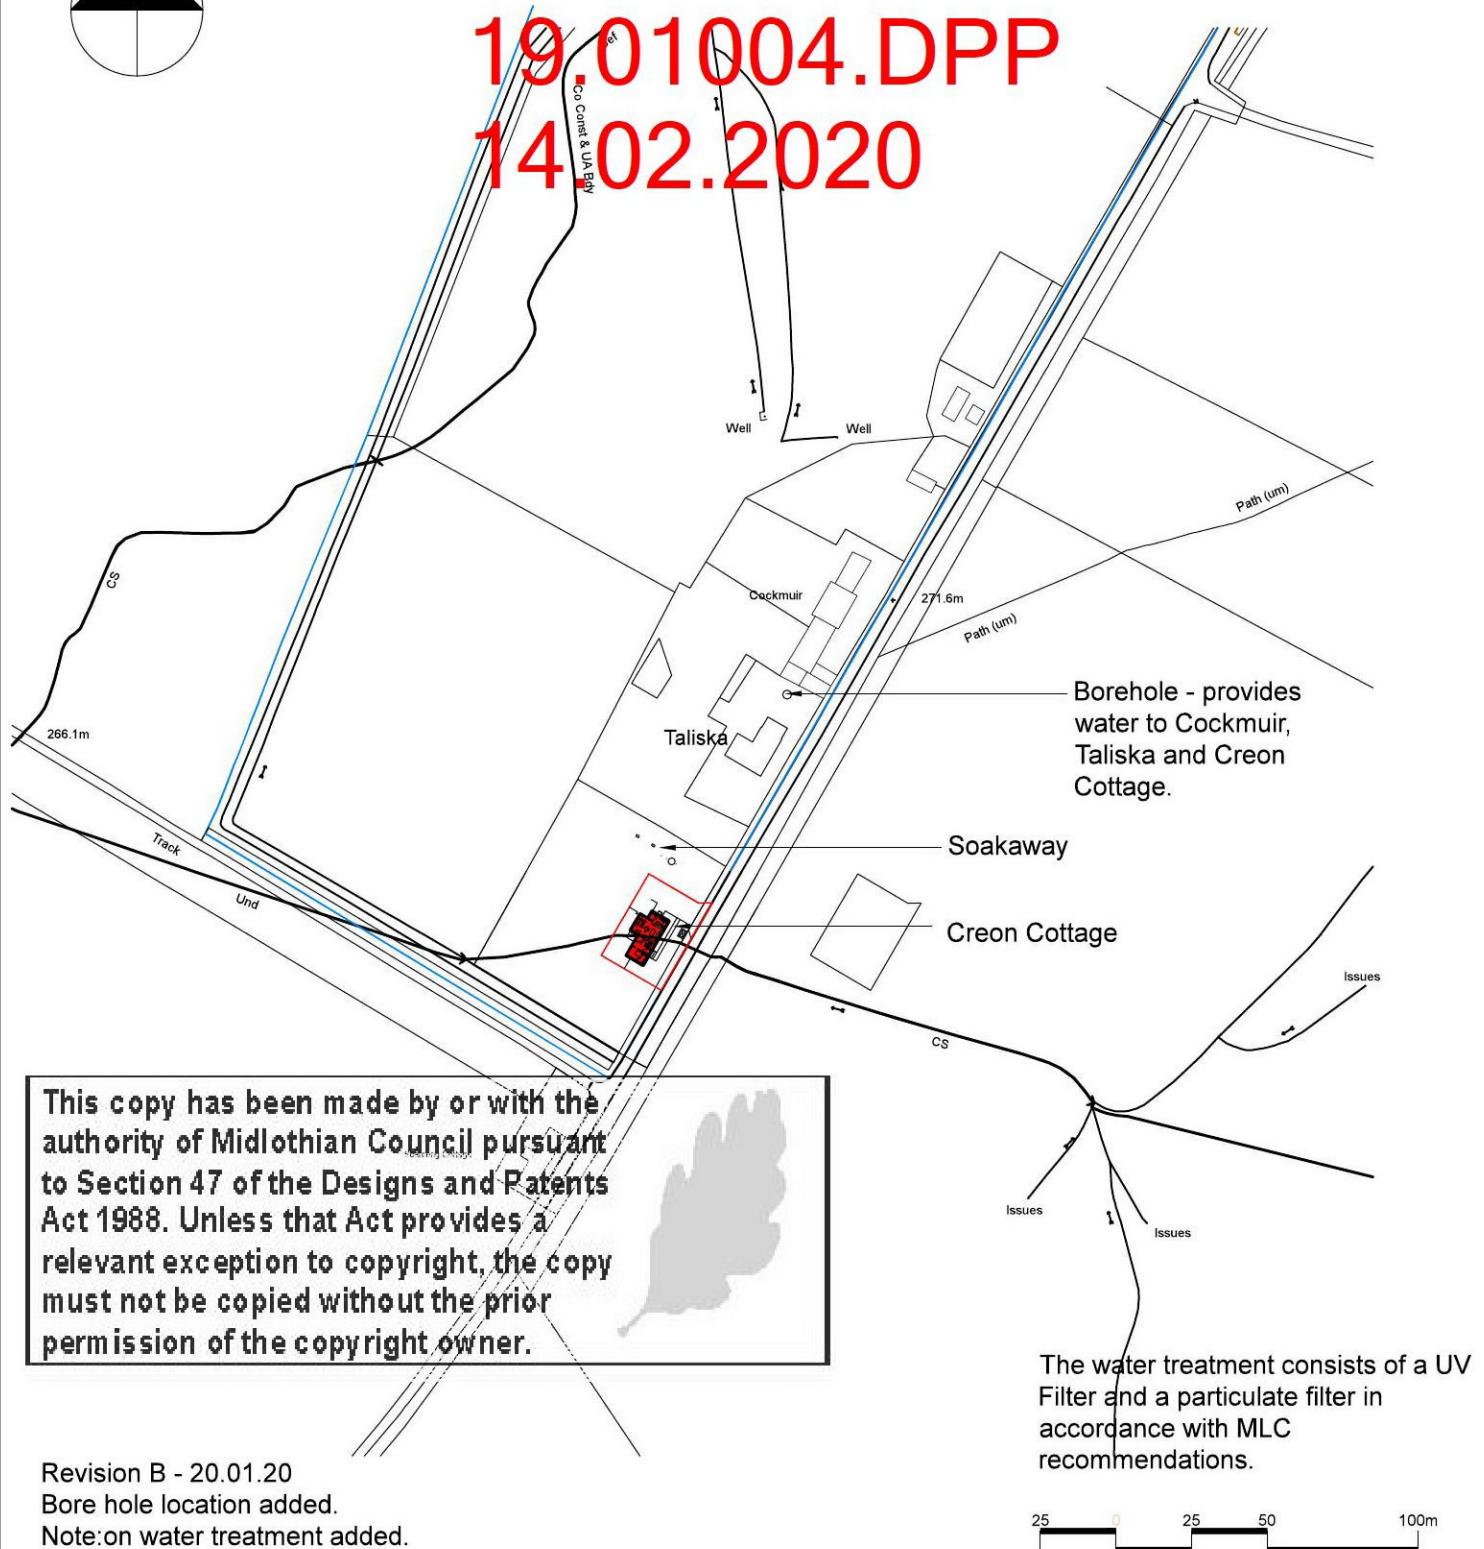 19.01004.DPP
14.02.2020
Co Const & UA Bdy
Well
Well
Path (um)
Cockmuir
271.6m
Path (um)
CS
Borehole - provides
water to Cockmuir,
Taliska and Creon
Cottage.
266.1m
Taliska
Track
Soakaway
Und
Creon Cottage
Issues
CS
This copy has been made by or with the
authority of Midlothian Council pursuant
to Section 47 of the Designs and Patents
Act 1988. Unless that Act provides a
relevant exception to copyright, the copy
must not be copied without the prior
permission of the copyright owner.
Issues
Issues
The water treatment consists of a UV
Filter and a particulate filter in
accordance with MLC
recommendations.
Revision B - 20.01.20
Bore hole location added.
Note:on water treatment added.
25 0 25 50 100m